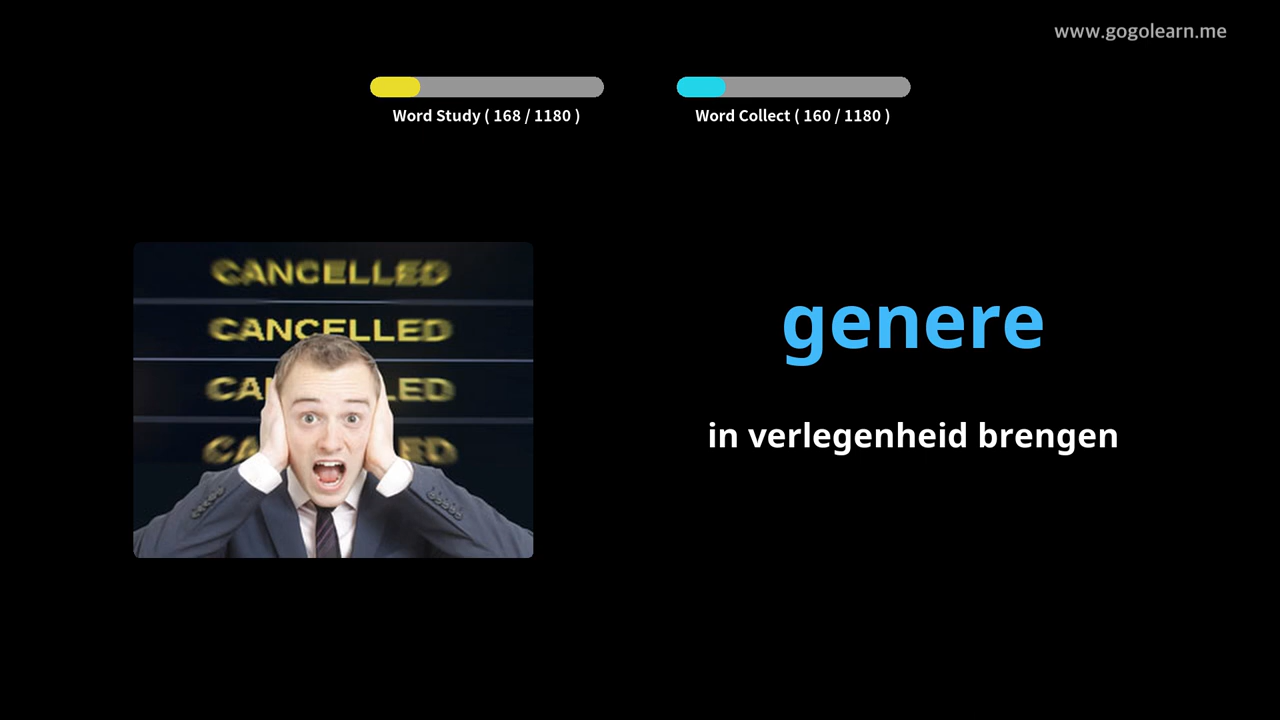 www.gogolearn.me
Word Study ( 168 / 1180 )
Word Collect ( 160 / 1180 )
CANCELLED
CANCELLED
genere
in verlegenheid brengen